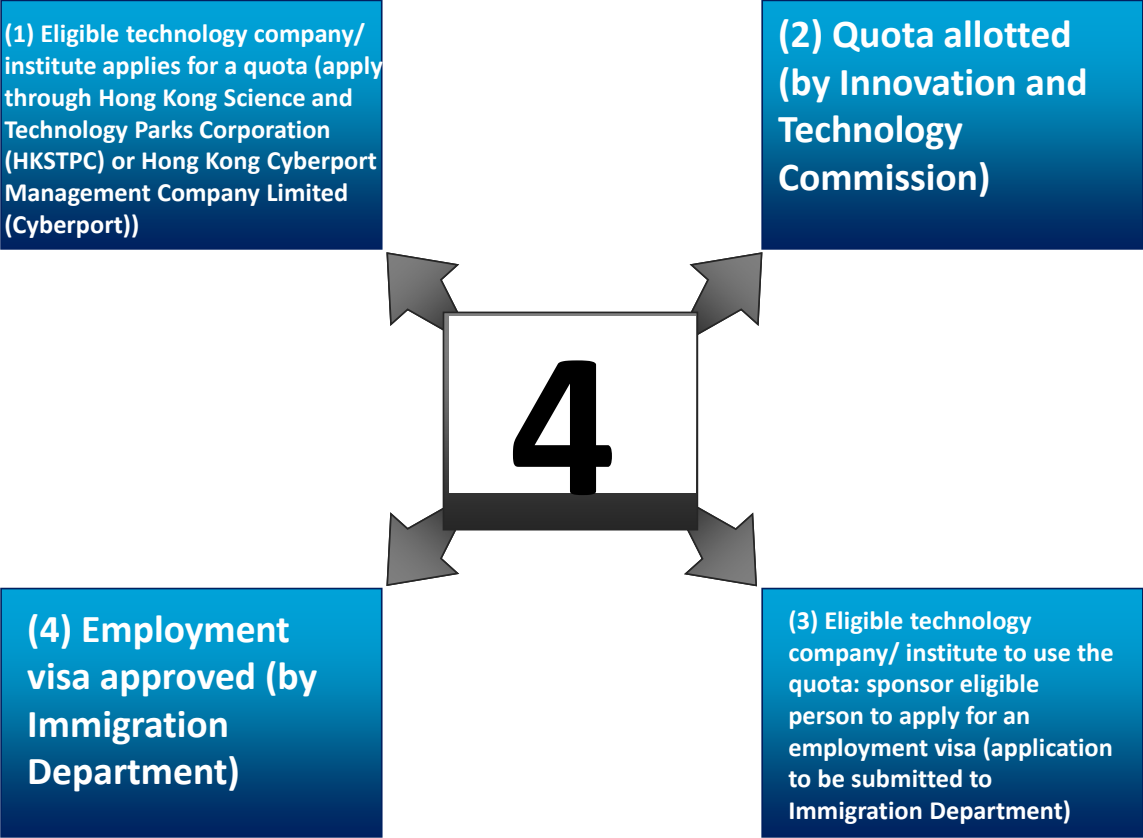 (1) Eligible technology company/
institute applies for a quota (apply
through Hong Kong Science and
Technology Parks Corporation
(HKSTPC) or Hong Kong Cyberport
Management Company Limited
(Cyberport))
(2) Quota allotted
(by Innovation and
Technology
Commission)
4
(3) Eligible technology
company/ institute to use the
quota: sponsor eligible
person to apply for an
employment visa (application
to be submitted to
Immigration Department)
(4) Employment
visa approved (by
Immigration
Department)